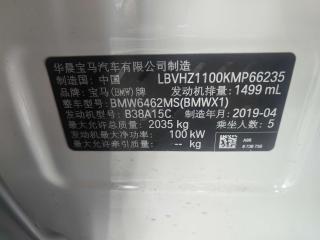 华晨宝马汽车有限公司制造
制造国：中国 LBVHZ1100KMP66235
品牌：宝马(BMW)牌 发动机排量：1499 mL
整车型号：BMW6462MS(BMWX1)
发动机型号：B38A15C 制造年月：2019-04
最大允许总质量：2035 kg 乘坐人数：5
发动机最大净功率：100 kW
最大允许牵引质量：-- kg